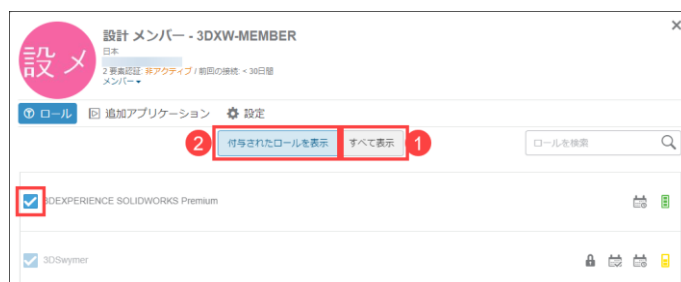 設計 メンバー - 3DXW-MEMBER
設メ
日本
2 要素認証: 非アクティブ / 前回の接続: < 30日間
メンバー
ロール 追加アプリケーション 設定
2 付与されたロールを表示 すべて表示 1 ロールを検索
3DEXPERIENCE SOLIDWORKS Premium
3DSwymer